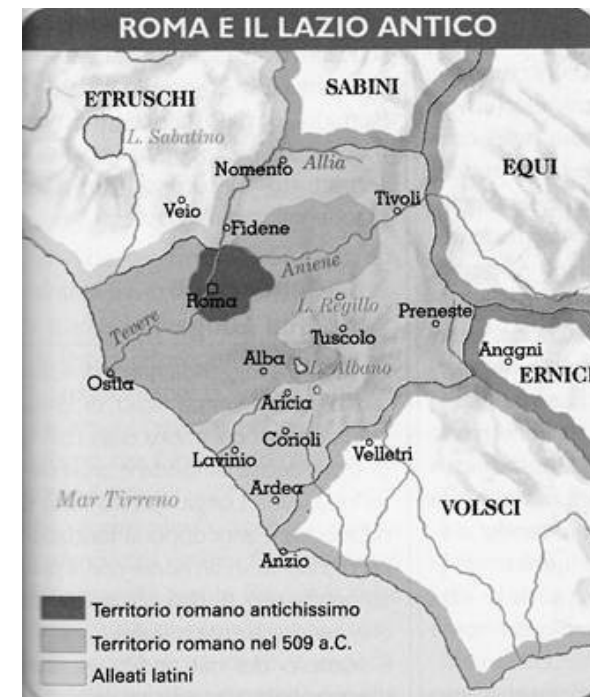 ROMA E IL LAZIO ANTICO
SABINI
ETRUSCHI
L. Sabatino
Nomento
Allia
EQUI
Veio
Tivoli
Fidene
Aniene
Roma
L. Regillo
Preneste
Tevere
Tuscolo
Anagni
Alba
L. Albano
ERNICI
Ostia
Aricia
Corioli
Velletri
Lavinio
Mar Tirreno
Ardea
VOLSCI
Anzio
Territorio romano antichissimo
Territorio romano nel 509 a.C.
Alleati latini